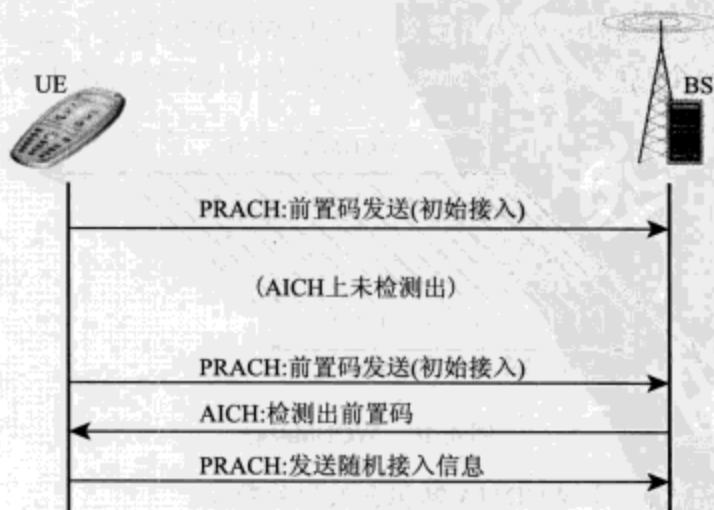 UE
BS
PRACH:前置码发送(初始接入)
(AICH上未检测出)
PRACH:前置码发送(初始接入)
AICH:检测出前置码
PRACH:发送随机接入信息